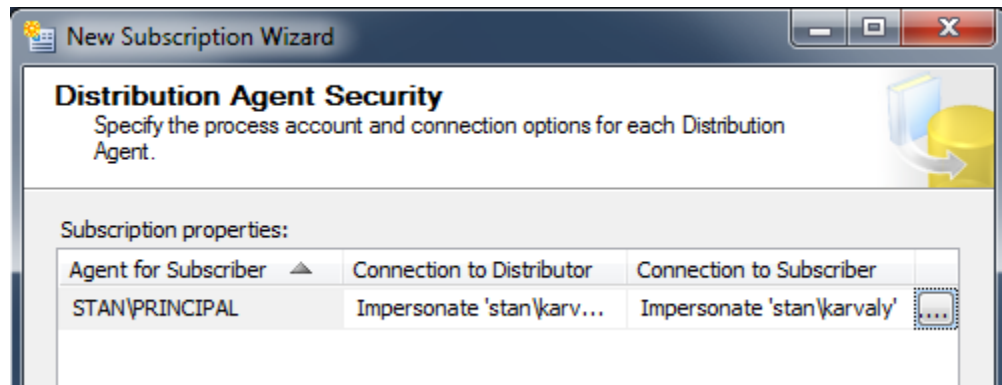 New Subscription Wizard
Distribution Agent Security
Specify the process account and connection options for each Distribution
Agent.
Subscription properties:
Agent for Subscriber Connection to Distributor Connection to Subscriber
STAN\PRINCIPAL Impersonate 'stan\karv... Impersonate 'stan\karvaly' ....